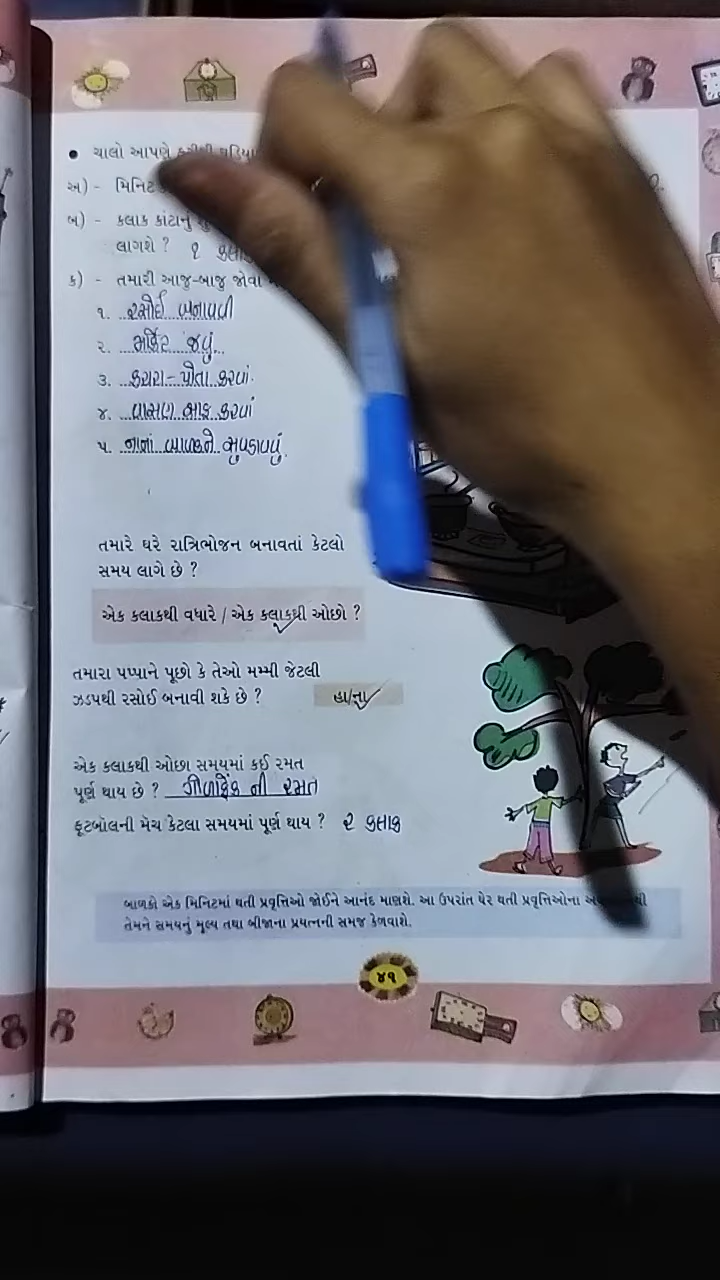 • ચાલો આપણે
અ) - મિનિટ
બ) - કલાક કાંટાનું
લાગશે ? ૧ કલાક
ક) - તમારી આજુ-બાજુ જોવા
૧. રસોઈ બનાવવી
૨. માર્કેટ જવું
૩. કચરા-પોતા કરવાં.
૪. વાસણ સાફ કરવાં
૫. નાનાં બાળકને સુવડાવવું.
તમારે ઘરે રાત્રિભોજન બનાવતાં કેટલો
સમય લાગે છે ?
એક કલાકથી વધારે / એક કલાકથી ઓછો ?
તમારા પપ્પાને પૂછો કે તેઓ મમ્મી જેટલી
ઝડપથી રસોઈ બનાવી શકે છે ? હા/ના
એક કલાકથી ઓછા સમયમાં કઈ રમત
પૂર્ણ થાય છે ? ગોળાફેંક ની રમત
ફૂટબૉલની મૅચ કેટલા સમયમાં પૂર્ણ થાય ? ૨ કલાક
બાળકો એક મિનિટમાં થતી પ્રવૃત્તિઓ જોઈને આનંદ માણશે. આ ઉપરાંત ઘેર થતી પ્રવૃત્તિઓના
તેમને સમયનું મૂલ્ય તથા બીજાના પ્રયત્નની સમજ કેળવાશે.
૪૧